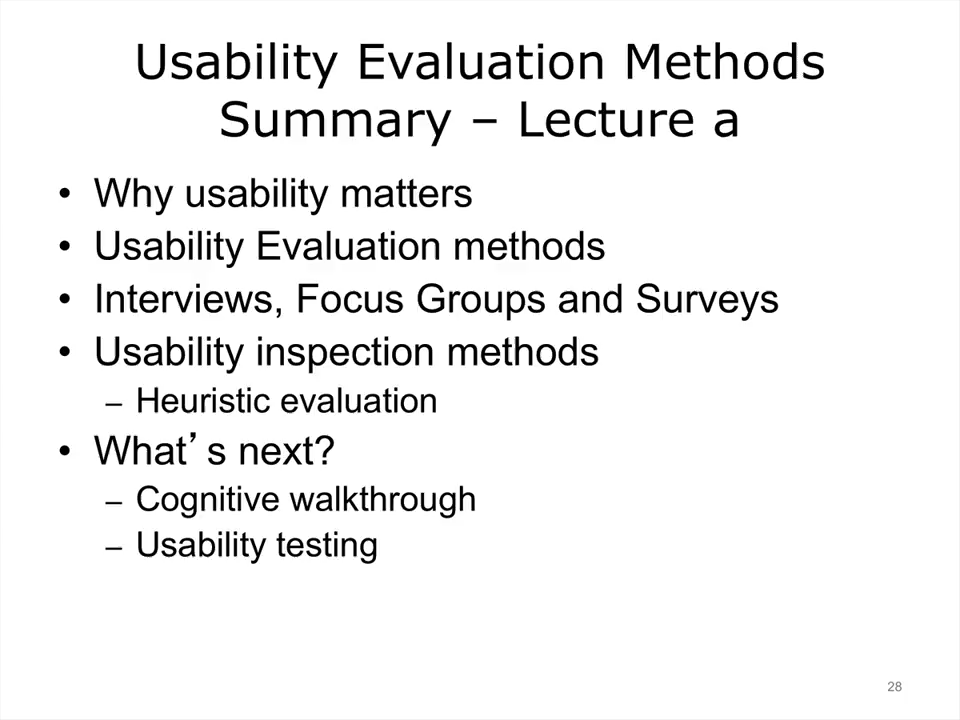 Usability Evaluation Methods
Summary – Lecture a
• Why usability matters
• Usability Evaluation methods
• Interviews, Focus Groups and Surveys
• Usability inspection methods
– Heuristic evaluation
• What’s next?
– Cognitive walkthrough
– Usability testing
28